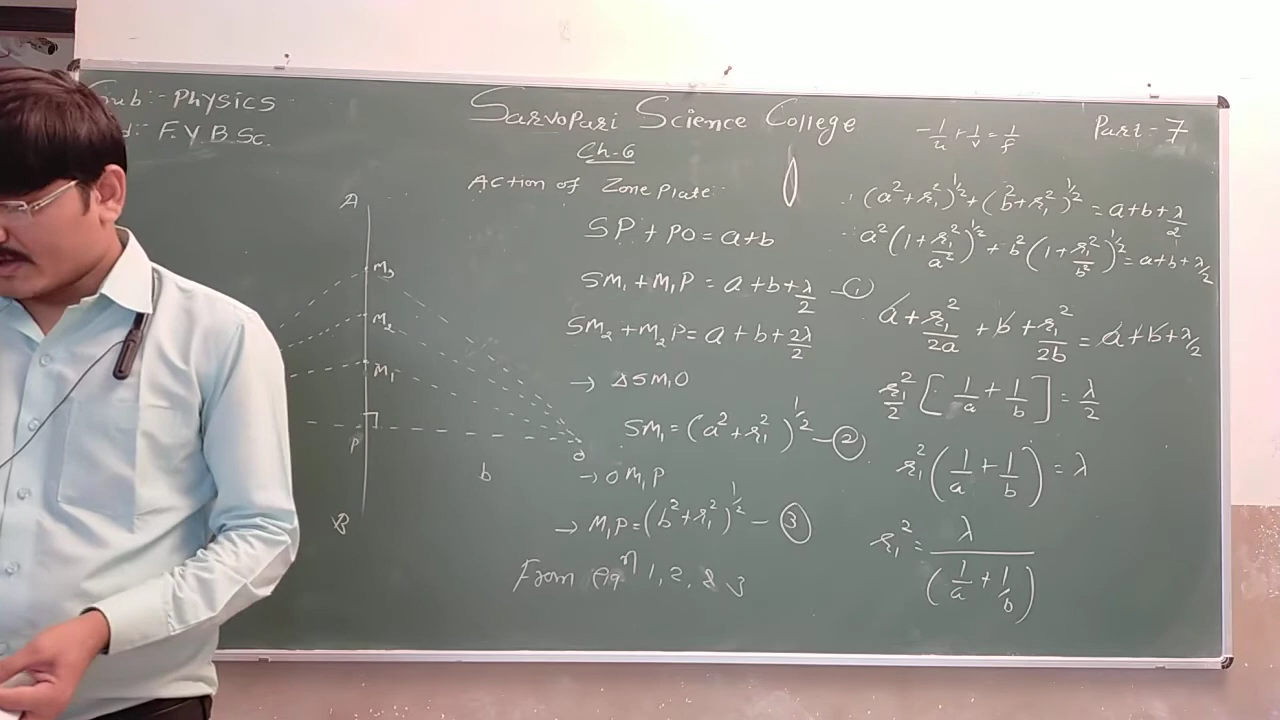 Sub:- Physics
F.Y.B.Sc.
Sarvopari Science College
Ch-6
Action of Zone Plate:-
-1/u + 1/v = 1/f
Part-7
A
M3
M2
M1
P
O
b
B
SP + PO = a+b
SM1 + M1P = a+b+λ/2 — ①
SM2 + M2P = a+b+2λ/2
→ ΔSM1O
SM1 = (a²+r1²)^1/2 — ②
→ OM1P
→ M1P = (b²+r1²)^1/2 — ③
From eqⁿ 1, 2, & 3
∴ (a²+r1²)^1/2 + (b²+r1²)^1/2 = a+b+λ/2
∴ a²(1+r1²/a²)^1/2 + b²(1+r1²/b²)^1/2 = a+b+λ/2
a + r1²/2a + b + r1²/2b = a+b+λ/2
r1²/2 [1/a + 1/b] = λ/2
r1² (1/a + 1/b) = λ
r1² = λ/(1/a + 1/b)